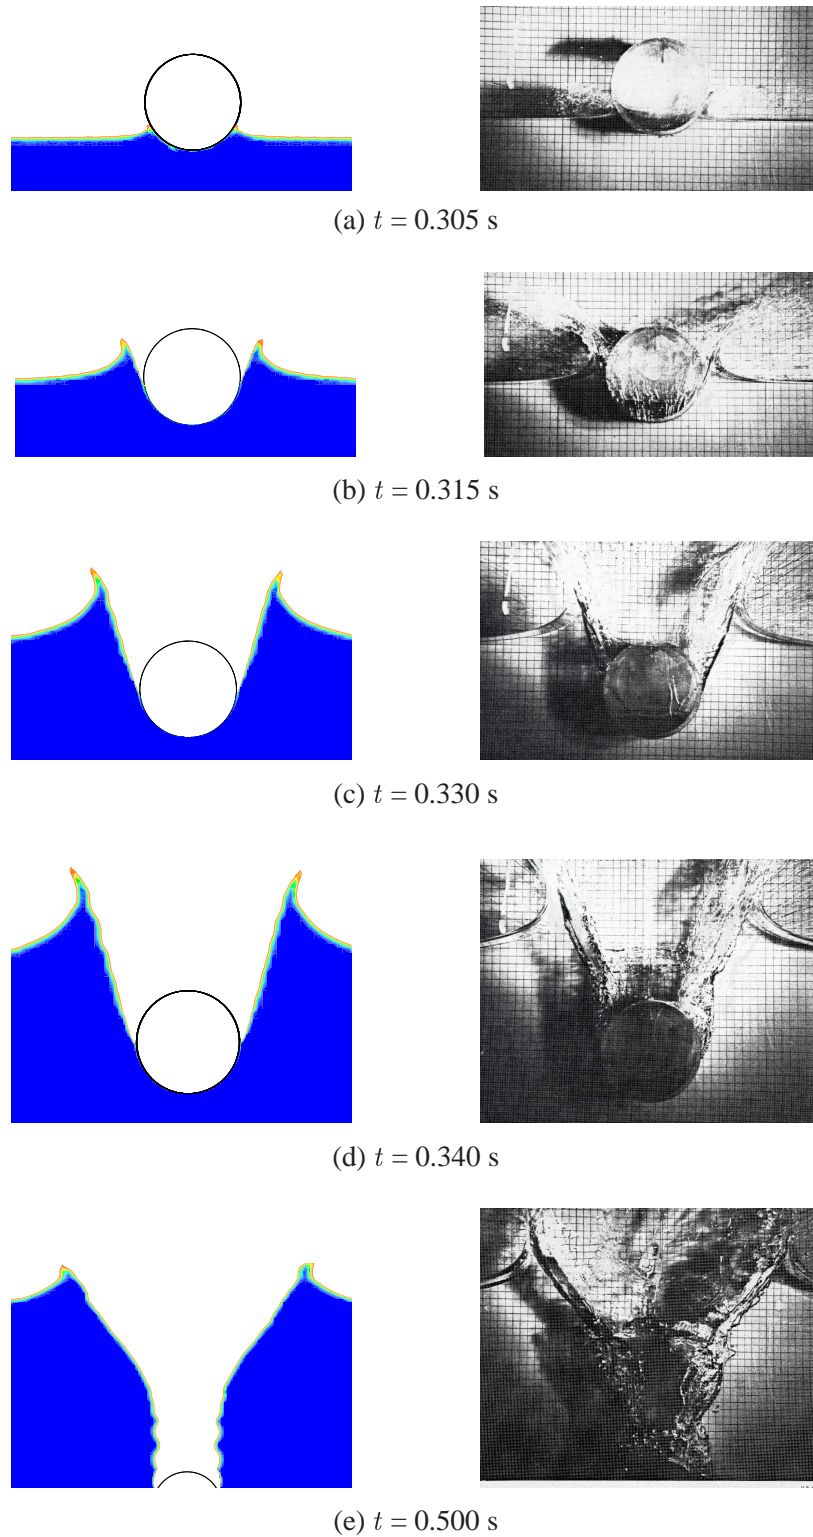 (a) t = 0.305 s
(b) t = 0.315 s
(c) t = 0.330 s
(d) t = 0.340 s
(e) t = 0.500 s